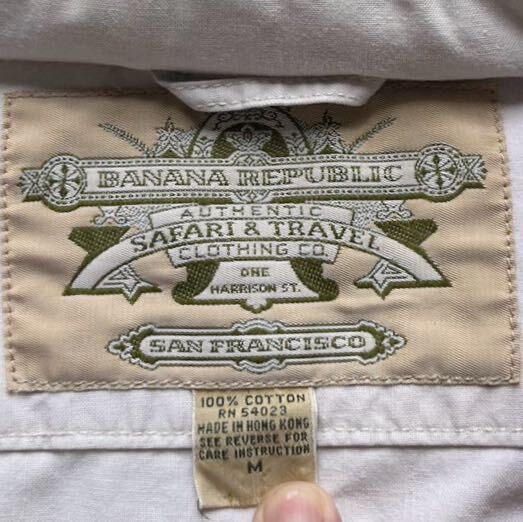 BANANA REPUBLIC
AUTHENTIC
SAFARI & TRAVEL
CLOTHING CO.
ONE
HARRISON ST.
SAN FRANCISCO
100% COTTON
RN 54023
MADE IN HONG KONG
SEE REVERSE FOR
CARE INSTRUCTION
M